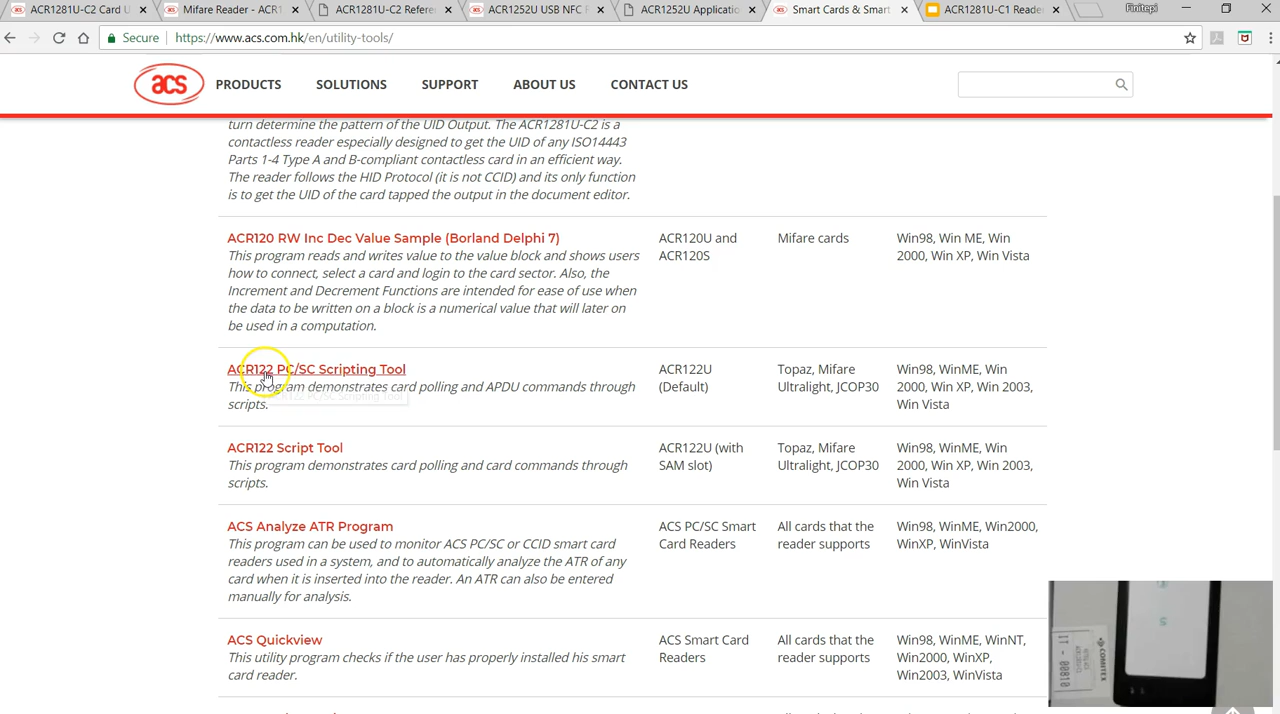 ACR1281U-C2 Card U
Mifare Reader - ACR1
ACR1281U-C2 Refere
ACR1252U USB NFC R
ACR1252U Applicatio
Smart Cards & Smart
ACR1281U-C1 Reader
Finitepi
Secure https://www.acs.com.hk/en/utility-tools/
acs
PRODUCTS
SOLUTIONS
SUPPORT
ABOUT US
CONTACT US
turn determine the pattern of the UID Output. The ACR1281U-C2 is a
contactless reader especially designed to get the UID of any ISO14443
Parts 1-4 Type A and B-compliant contactless card in an efficient way.
The reader follows the HID Protocol (it is not CCID) and its only function
is to get the UID of the card tapped the output in the document editor.
ACR120 RW Inc Dec Value Sample (Borland Delphi 7)
This program reads and writes value to the value block and shows users
how to connect, select a card and login to the card sector. Also, the
Increment and Decrement Functions are intended for ease of use when
the data to be written on a block is a numerical value that will later on
be used in a computation.
ACR120U and
ACR120S
Mifare cards
Win98, Win ME, Win
2000, Win XP, Win Vista
ACR122 PC/SC Scripting Tool
This program demonstrates card polling and APDU commands through
scripts.
ACR122U
(Default)
Topaz, Mifare
Ultralight, JCOP30
Win98, WinME, Win
2000, Win XP, Win 2003,
Win Vista
ACR122 Script Tool
This program demonstrates card polling and card commands through
scripts.
ACR122U (with
SAM slot)
Topaz, Mifare
Ultralight, JCOP30
Win98, WinME, Win
2000, Win XP, Win 2003,
Win Vista
ACS Analyze ATR Program
This program can be used to monitor ACS PC/SC or CCID smart card
readers used in a system, and to automatically analyze the ATR of any
card when it is inserted into the reader. An ATR can also be entered
manually for analysis.
ACS PC/SC Smart
Card Readers
All cards that the
reader supports
Win98, WinME, Win2000,
WinXP, WinVista
ACS Quickview
This utility program checks if the user has properly installed his smart
card reader.
ACS Smart Card
Readers
All cards that the
reader supports
Win98, WinME, WinNT,
Win2000, WinXP,
Win2003, WinVista
IT - 00810